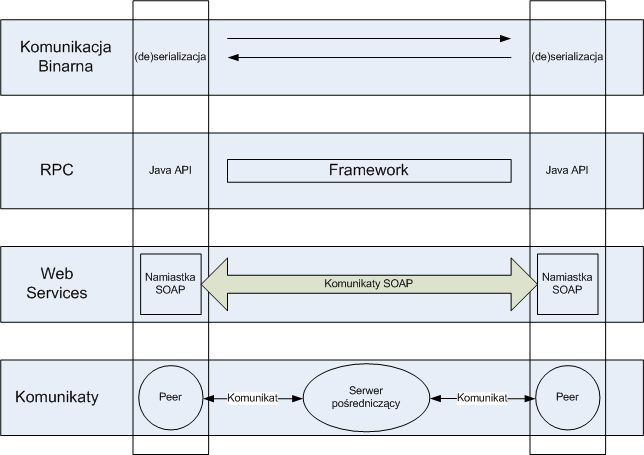 Komunikacja
Binarna
(de)serializacja
(de)serializacja
RPC
Java API
Framework
Java API
Web
Services
Namiastka
SOAP
Komunikaty SOAP
Namiastka
SOAP
Komunikaty
Peer
Komunikat
Serwer
pośredniczący
Komunikat
Peer